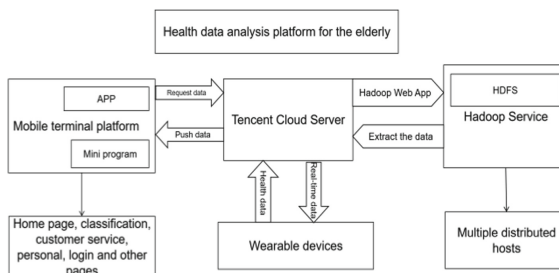 Health data analysis platform for the elderly
APP
Mobile terminal platform
Mini program
Request data
Push data
Tencent Cloud Server
Hadoop Web App
Extract the data
HDFS
Hadoop Service
Health data
Real-time data
Home page, classification,
customer service,
personal, login and other
pages
Wearable devices
Multiple distributed
hosts